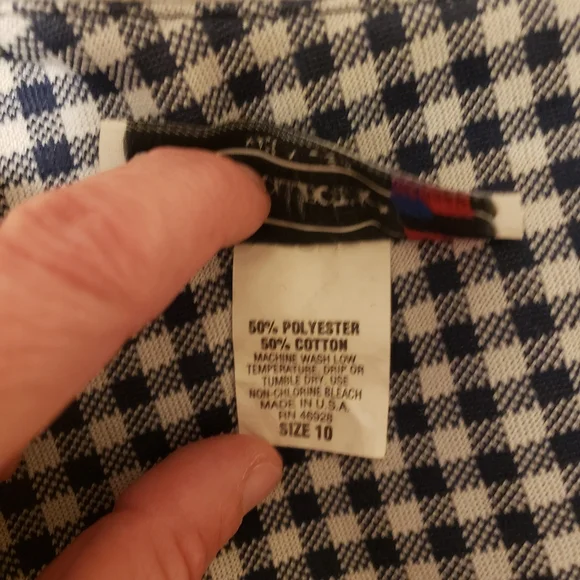 50% POLYESTER
50% COTTON
MACHINE WASH LOW
TEMPERATURE, DRIP OR
TUMBLE DRY, USE
NON-CHLORINE BLEACH
MADE IN U.S.A.
RN 46928
SIZE 10